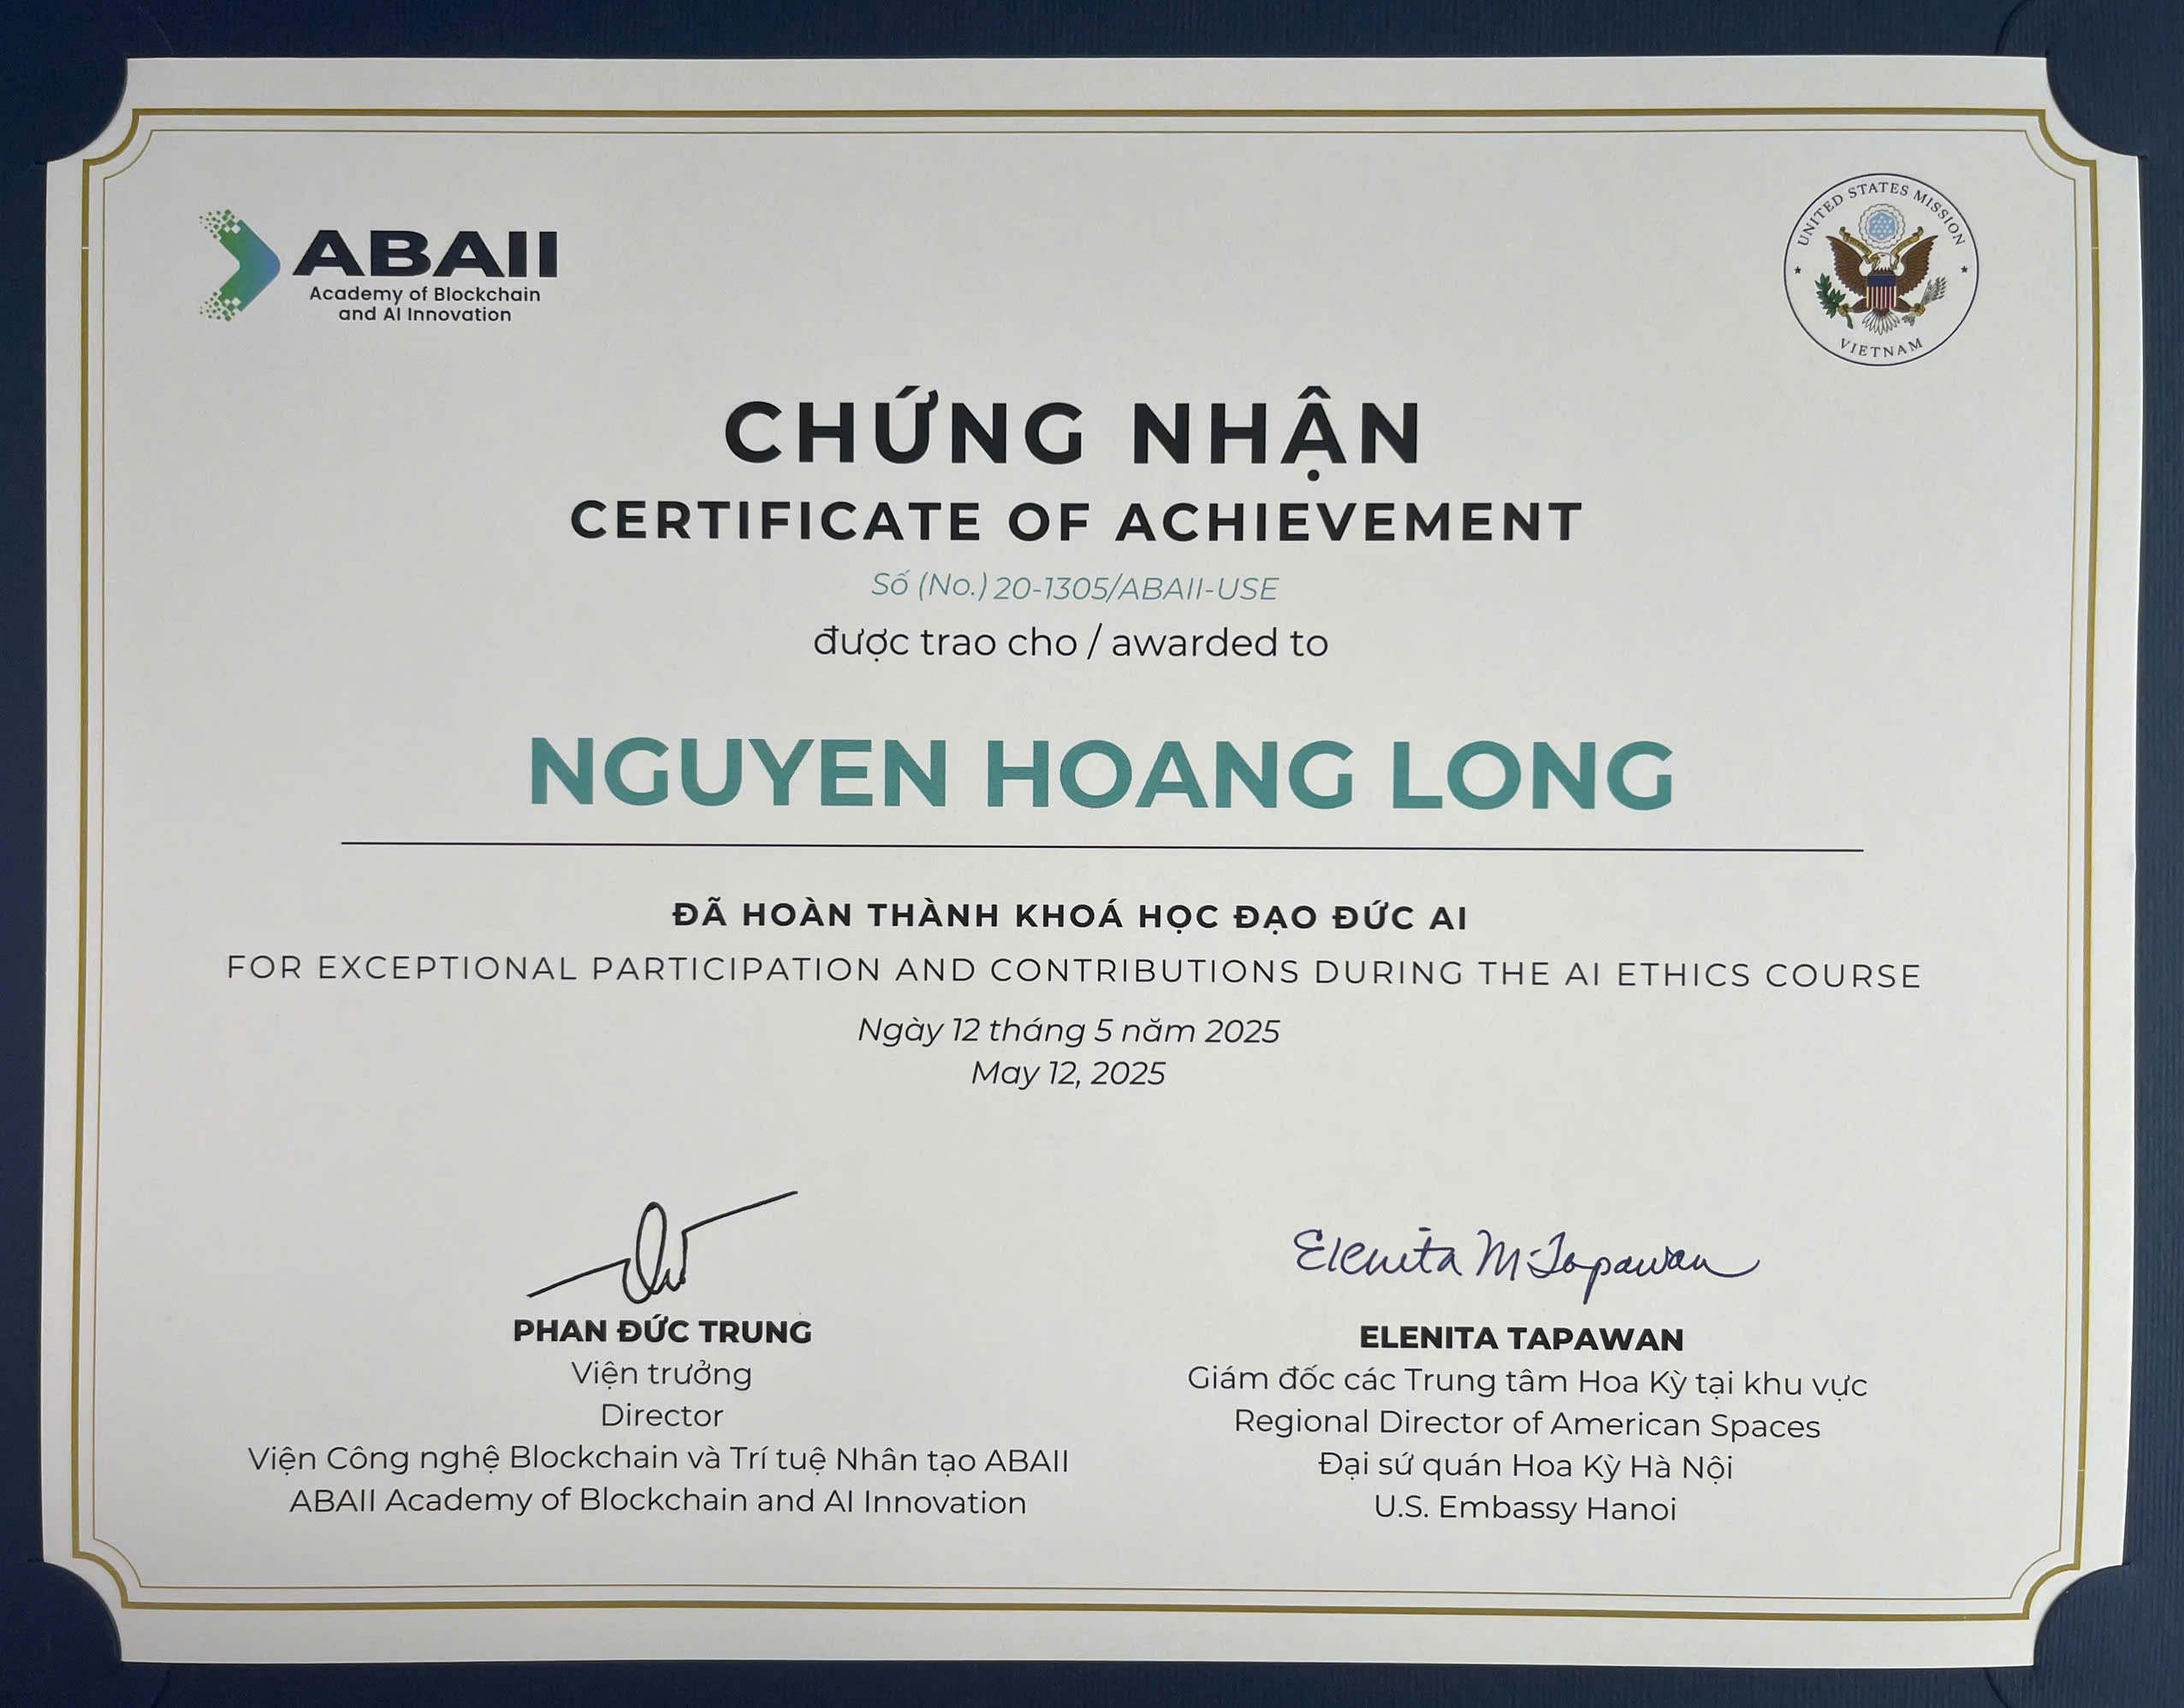 ABAII
Academy of Blockchain
and AI Innovation
UNITED STATES MISSION
VIETNAM
CHỨNG NHẬN
CERTIFICATE OF ACHIEVEMENT
Số (No.) 20-1305/ABAII-USE
được trao cho / awarded to
NGUYEN HOANG LONG
ĐÃ HOÀN THÀNH KHOÁ HỌC ĐẠO ĐỨC AI
FOR EXCEPTIONAL PARTICIPATION AND CONTRIBUTIONS DURING THE AI ETHICS COURSE
Ngày 12 tháng 5 năm 2025
May 12, 2025
PHAN ĐỨC TRUNG
Viện trưởng
Director
Viện Công nghệ Blockchain và Trí tuệ Nhân tạo ABAII
ABAII Academy of Blockchain and AI Innovation
Elenita M. Tapawan
ELENITA TAPAWAN
Giám đốc các Trung tâm Hoa Kỳ tại khu vực
Regional Director of American Spaces
Đại sứ quán Hoa Kỳ Hà Nội
U.S. Embassy Hanoi